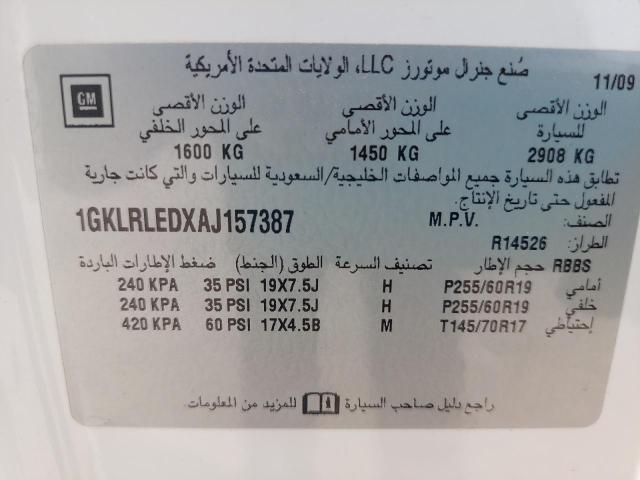 GM
صُنع جنرال موتورز LLC، الولايات المتحدة الأمريكية 11/09
الوزن الأقصى الوزن الأقصى الوزن الأقصى
للسيارة على المحور الأمامي على المحور الخلفي
2908 KG 1450 KG 1600 KG
تطابق هذه السيارة جميع المواصفات الخليجية/السعودية للسيارات والتي كانت جارية
المفعول حتى تاريخ الإنتاج.
الصنف: M.P.V. 1GKLRLEDXAJ157387
الطراز: R14526
RBBS حجم الإطار تصنيف السرعة الطوق (الجنط) ضغط الإطارات الباردة
أمامي P255/60R19 H 19X7.5J 35 PSI 240 KPA
خلفي P255/60R19 H 19X7.5J 35 PSI 240 KPA
إحتياطي T145/70R17 M 17X4.5B 60 PSI 420 KPA
راجع دليل صاحب السيارة للمزيد من المعلومات.